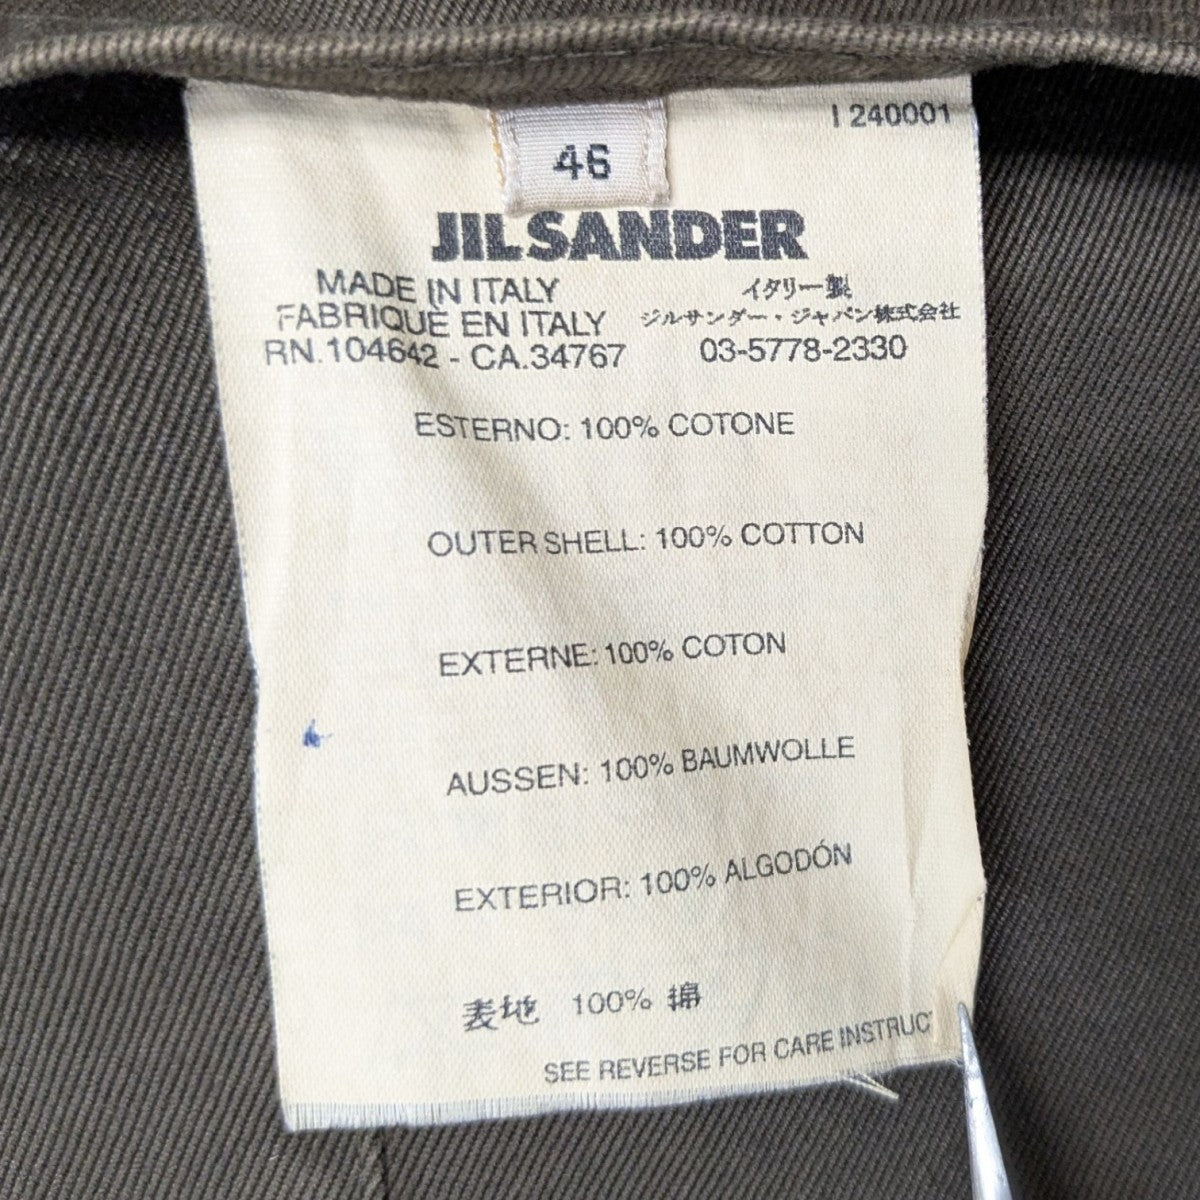 I 240001
46
JIL SANDER
MADE IN ITALY
FABRIQUÈ EN ITALY
RN.104642 - CA.34767
イタリー製
ジルサンダー・ジャパン株式会社
03-5778-2330
ESTERNO: 100% COTONE
OUTER SHELL: 100% COTTON
EXTERNE: 100% COTON
AUSSEN: 100% BAUMWOLLE
EXTERIOR: 100% ALGODÓN
表地 100% 綿
SEE REVERSE FOR CARE INSTRUCT